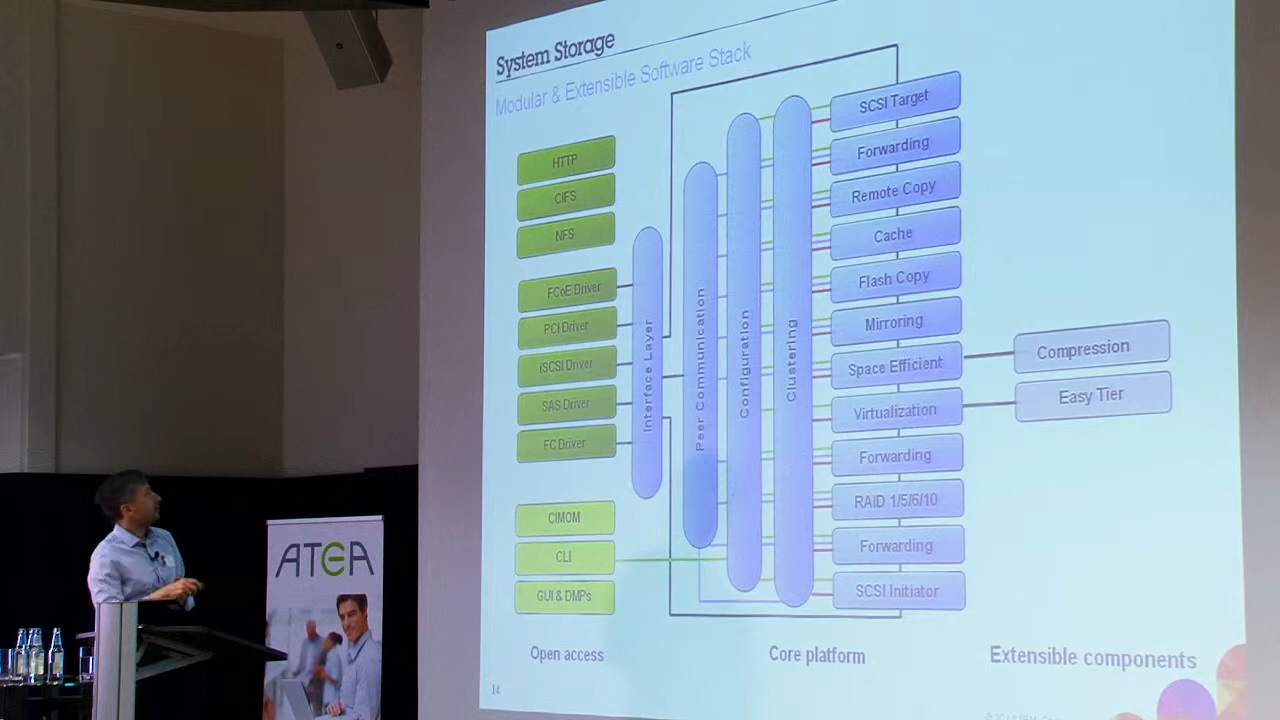 System Storage
Modular & Extensible Software Stack
HTTP
CIFS
NFS
FCoE Driver
PCI Driver
iSCSI Driver
SAS Driver
FC Driver
CIMOM
CLI
GUI & DMPs
Interface Layer
Peer Communication
Configuration
Clustering
SCSI Target
Forwarding
Remote Copy
Cache
Flash Copy
Mirroring
Space Efficient
Virtualization
Forwarding
RAID 1/5/6/10
Forwarding
SCSI Initiator
Compression
Easy Tier
Open access
Core platform
Extensible components
14
ATEA